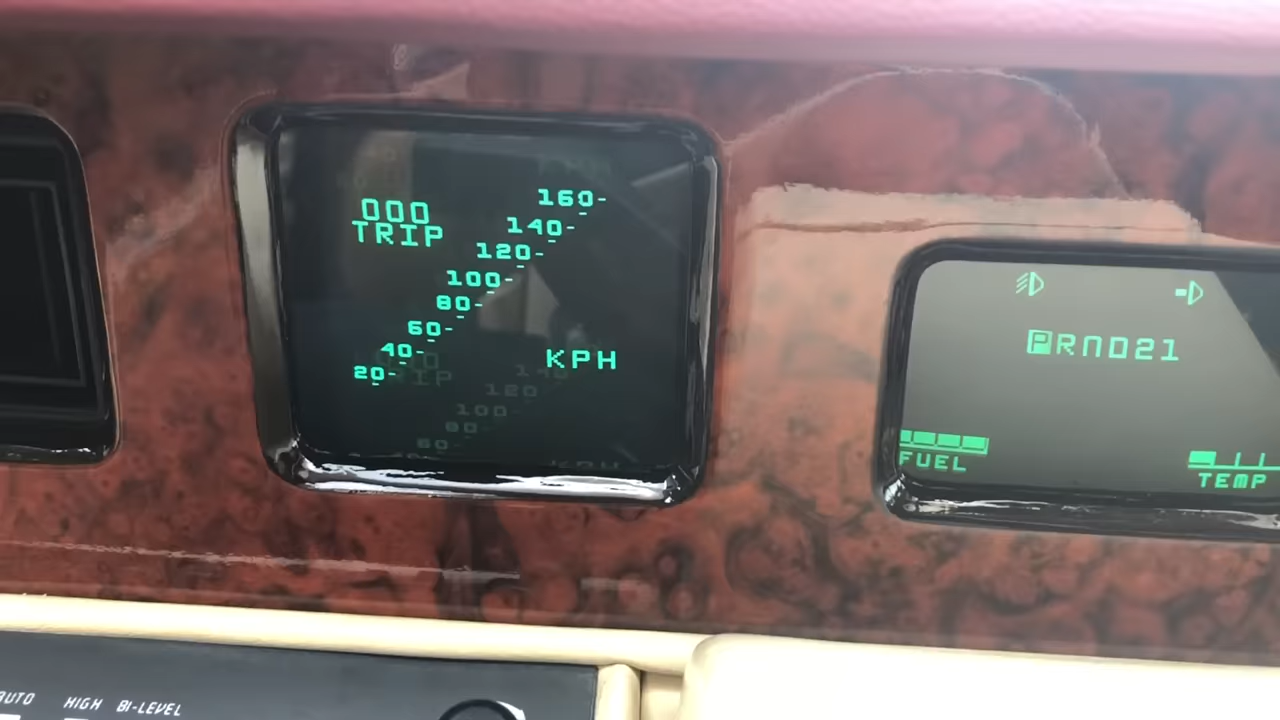 000
TRIP
160-
140-
120-
100-
80-
60-
40-
20-
KPH
PRND21
FUEL
TEMP
AUTO HIGH BI-LEVEL